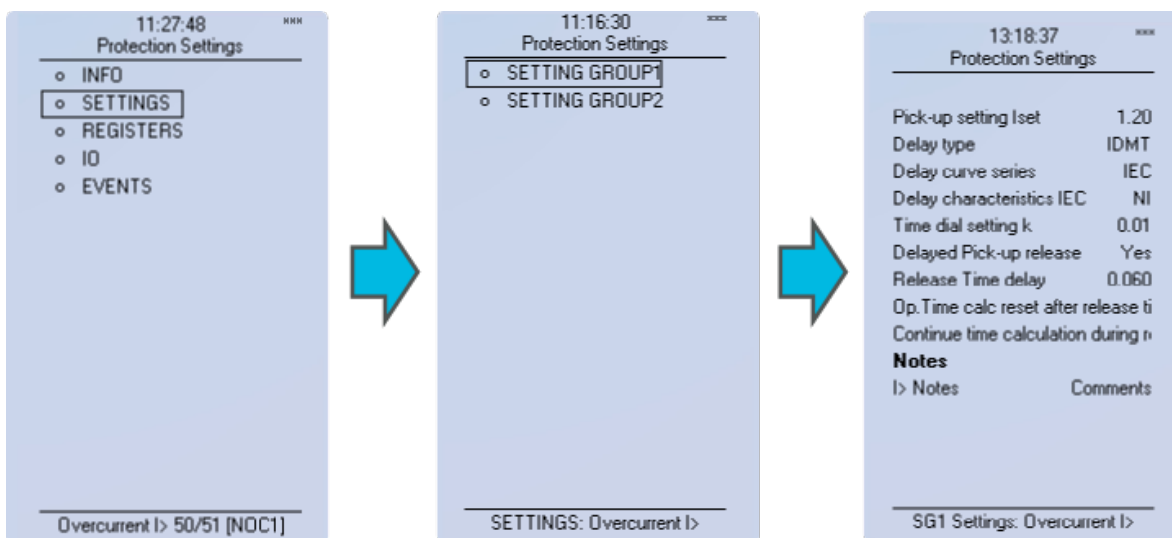 11:27:48 xxx
Protection Settings
INFO
SETTINGS
REGISTERS
IO
EVENTS
Overcurrent I> 50/51 [NOC1]
11:16:30 xxx
Protection Settings
SETTING GROUP1
SETTING GROUP2
SETTINGS: Overcurrent I>
13:18:37 xxx
Protection Settings
Pick-up setting Iset 1.20
Delay type IDMT
Delay curve series IEC
Delay characteristics IEC NI
Time dial setting k 0.01
Delayed Pick-up release Yes
Release Time delay 0.060
Op.Time calc reset after release ti
Continue time calculation during r
Notes
I> Notes Comments
SG1 Settings: Overcurrent I>